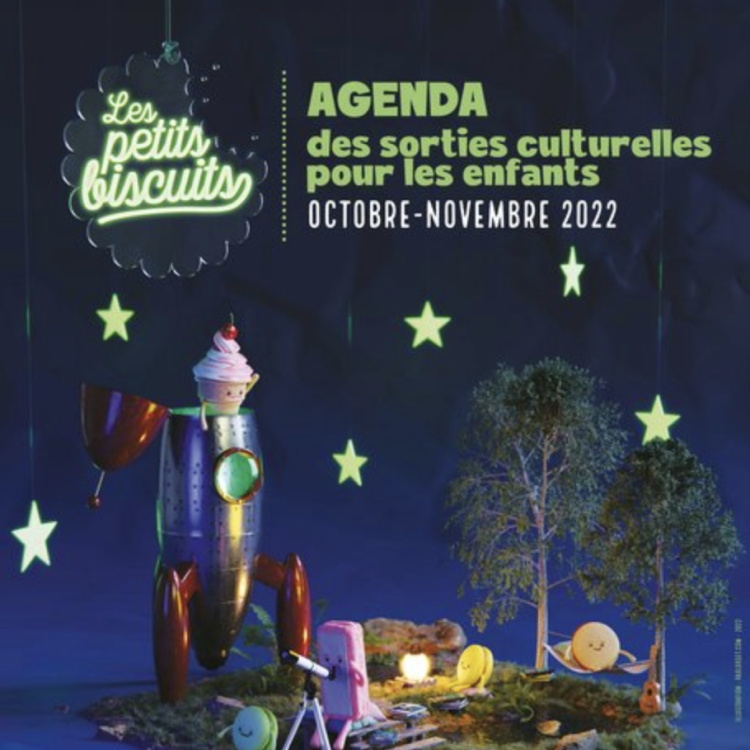 Les
petits
biscuits
AGENDA
des sorties culturelles
pour les enfants
OCTOBRE-NOVEMBRE 2022